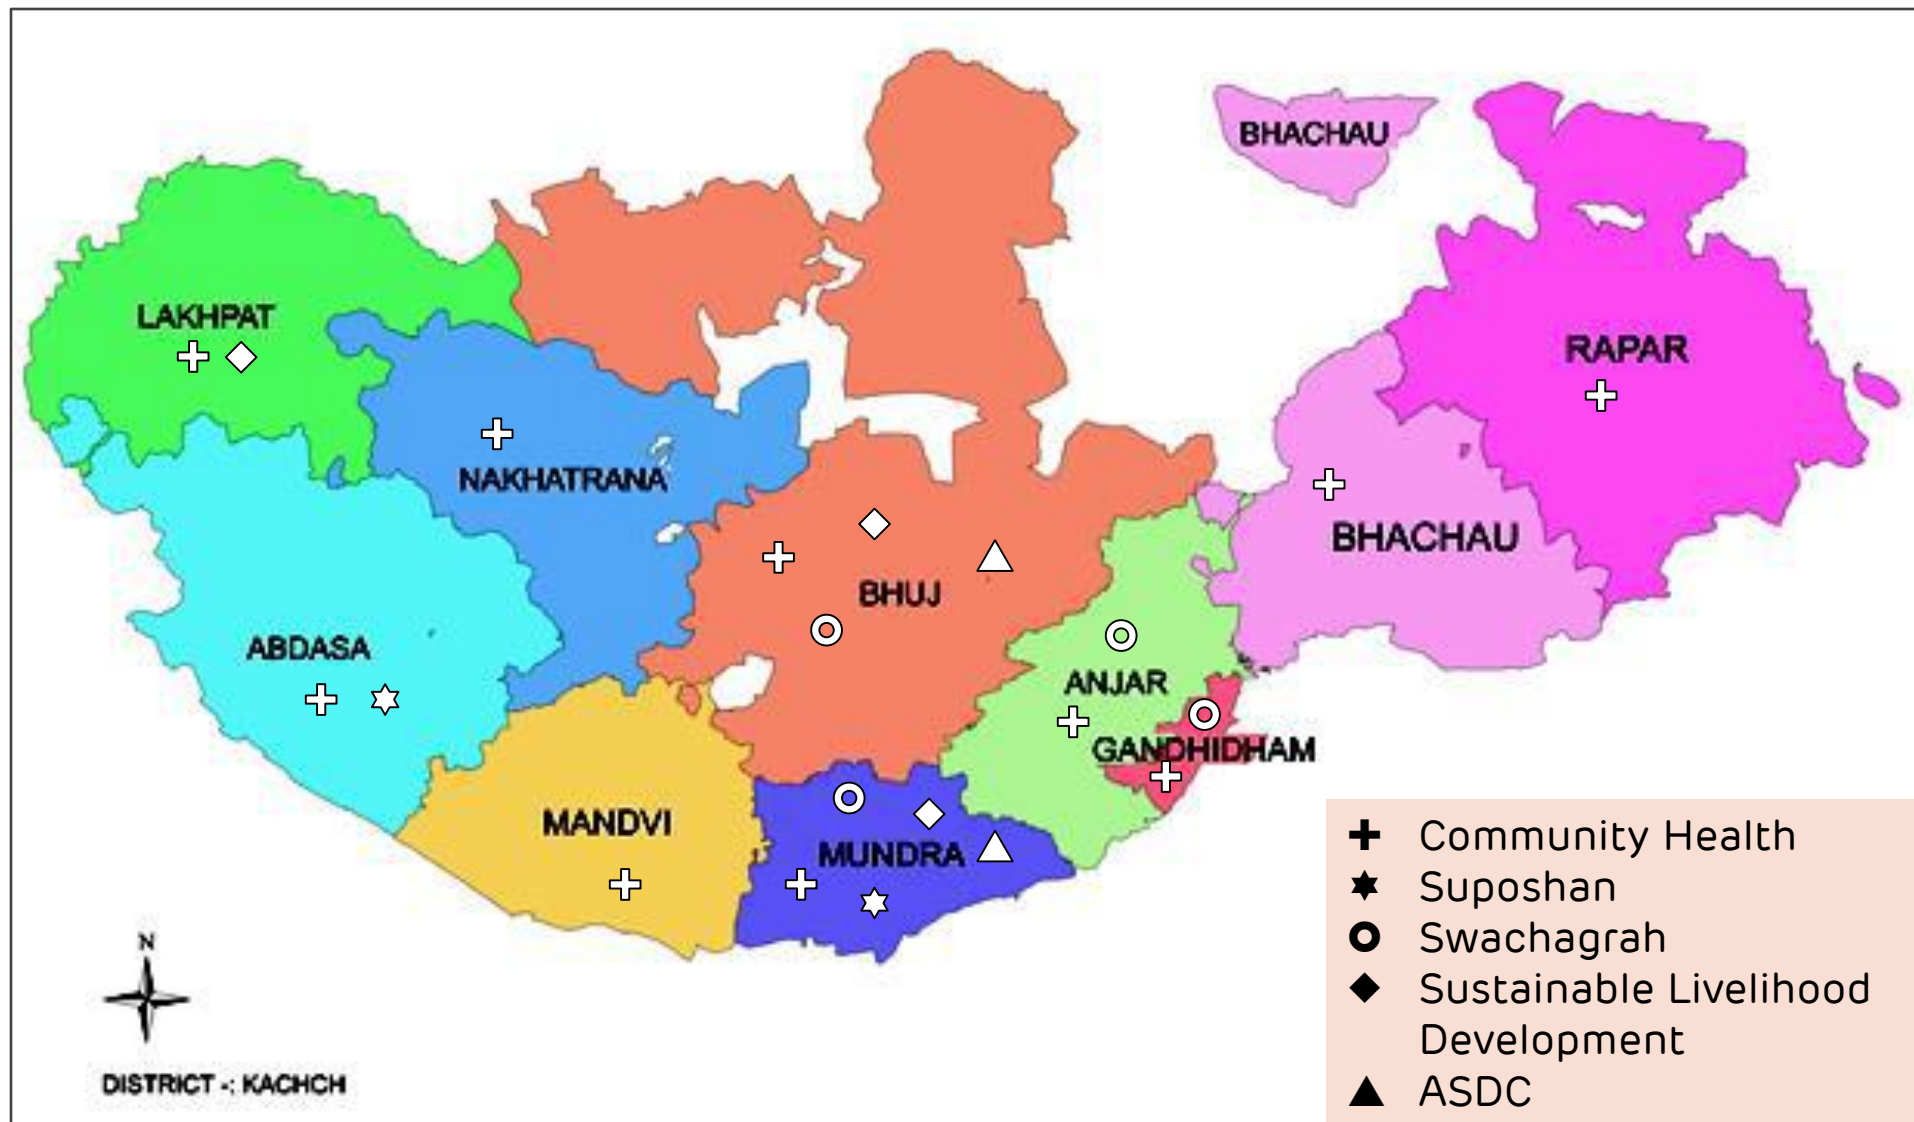 BHACHAU
LAKHPAT
RAPAR
NAKHATRANA
BHACHAU
BHUJ
ABDASA
ANJAR
GANDHIDHAM
MANDVI
MUNDRA
N
DISTRICT -: KACHCH
Community Health
Suposhan
Swachagrah
Sustainable Livelihood
Development
ASDC